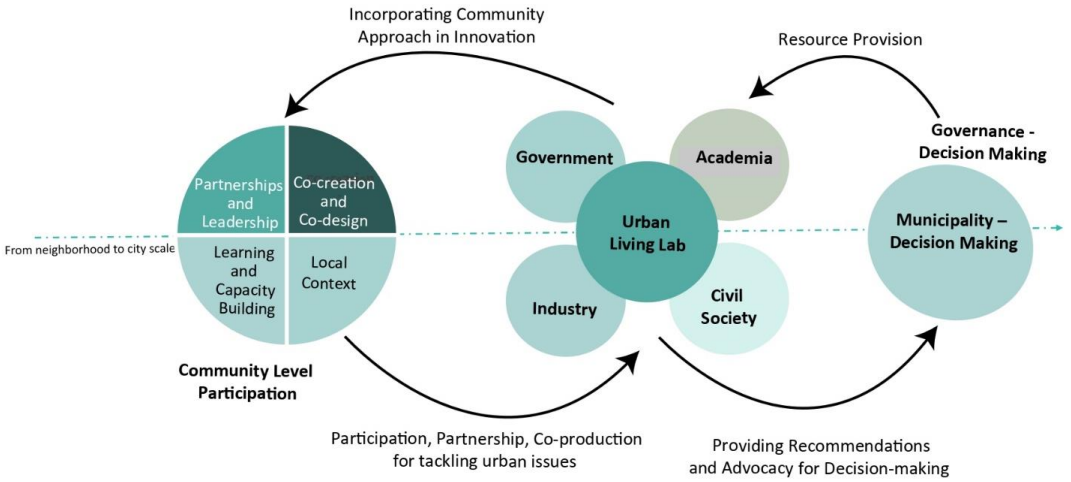 Incorporating Community
Approach in Innovation
Resource Provision
Governance -
Decision Making
Government
Academia
Partnerships
and
Leadership
Co-creation
and
Co-design
Urban
Living Lab
Municipality –
Decision Making
From neighborhood to city scale
Learning
and
Capacity
Building
Local
Context
Industry
Civil
Society
Community Level
Participation
Participation, Partnership, Co-production
for tackling urban issues
Providing Recommendations
and Advocacy for Decision-making